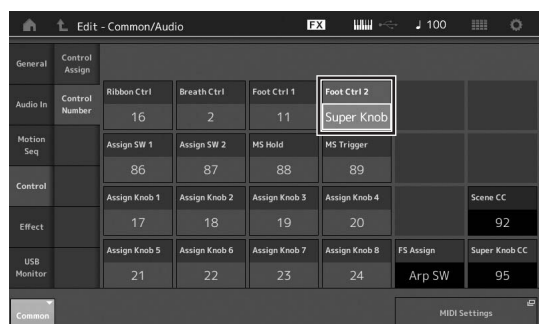 Edit - Common/Audio FX ♩ 100
General Control Assign
Audio In Control Number
Ribbon Ctrl Breath Ctrl Foot Ctrl 1 Foot Ctrl 2
16 2 11 Super Knob
Motion Seq
Assign SW 1 Assign SW 2 MS Hold MS Trigger
86 87 88 89
Control
Assign Knob 1 Assign Knob 2 Assign Knob 3 Assign Knob 4 Scene CC
17 18 19 20 92
Effect
Assign Knob 5 Assign Knob 6 Assign Knob 7 Assign Knob 8 FS Assign Super Knob CC
21 22 23 24 Arp SW 95
USB Monitor
Common MIDI Settings